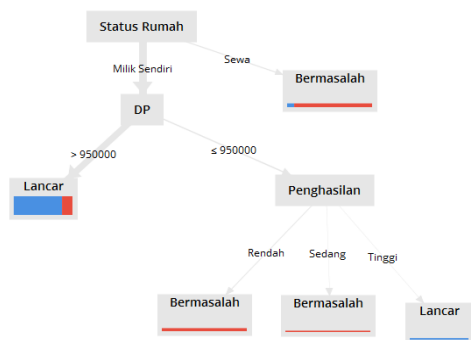 Status Rumah
Milik Sendiri
Sewa
Bermasalah
DP
> 950000
≤ 950000
Lancar
Penghasilan
Rendah
Sedang
Tinggi
Bermasalah
Bermasalah
Lancar